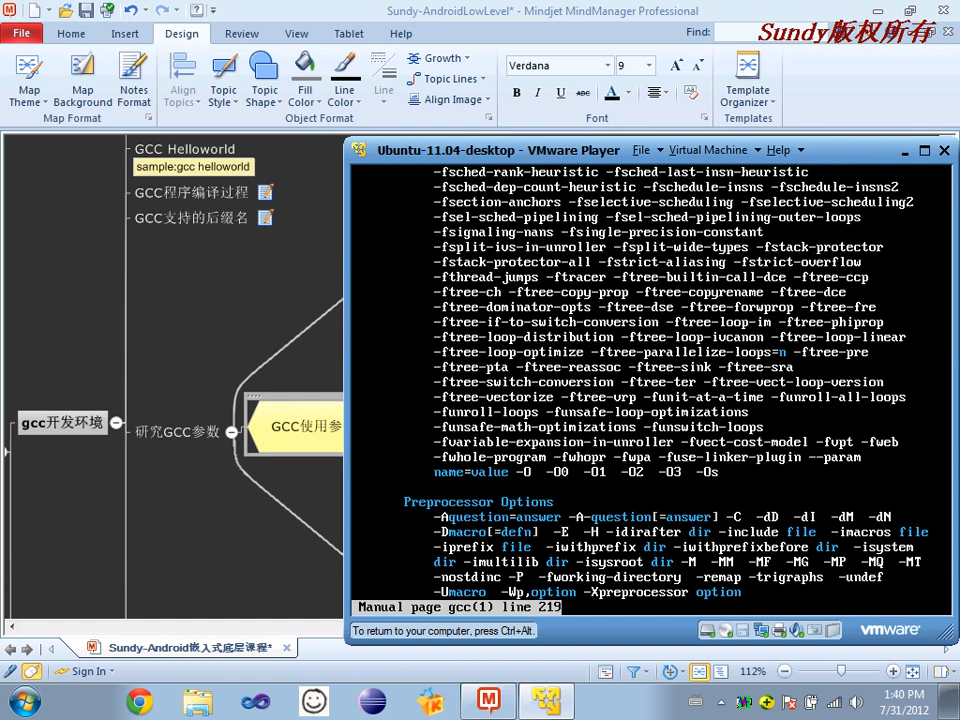 Sundy-AndroidLowLevel* - Mindjet MindManager Professional
File Home Insert Design Review View Tablet Help Find:
Sundy版权所有
Map Theme
Map Background
Notes Format
Align Topics
Topic Style
Topic Shape
Fill Color
Line Color
Line
Growth
Topic Lines
Align Image
Verdana 9
B I U ABC A
Template Organizer
Map Format Object Format Font Templates
GCC Helloworld
sample:gcc helloworld
GCC程序编译过程
GCC支持的后缀名
gcc开发环境
研究GCC参数
GCC使用参
Ubuntu-11.04-desktop - VMware Player File Virtual Machine Help
-fsched-rank-heuristic -fsched-last-insn-heuristic
-fsched-dep-count-heuristic -fschedule-insns -fschedule-insns2
-fsection-anchors -fselective-scheduling -fselective-scheduling2
-fsel-sched-pipelining -fsel-sched-pipelining-outer-loops
-fsignaling-nans -fsingle-precision-constant
-fsplit-ivs-in-unroller -fsplit-wide-types -fstack-protector
-fstack-protector-all -fstrict-aliasing -fstrict-overflow
-fthread-jumps -ftracer -ftree-builtin-call-dce -ftree-ccp
-ftree-ch -ftree-copy-prop -ftree-copyrename -ftree-dce
-ftree-dominator-opts -ftree-dse -ftree-forwprop -ftree-fre
-ftree-if-to-switch-conversion -ftree-loop-im -ftree-phiprop
-ftree-loop-distribution -ftree-loop-ivcanon -ftree-loop-linear
-ftree-loop-optimize -ftree-parallelize-loops=n -ftree-pre
-ftree-pta -ftree-reassoc -ftree-sink -ftree-sra
-ftree-switch-conversion -ftree-ter -ftree-vect-loop-version
-ftree-vectorize -ftree-vrp -funit-at-a-time -funroll-all-loops
-funroll-loops -funsafe-loop-optimizations
-funsafe-math-optimizations -funswitch-loops
-fvariable-expansion-in-unroller -fvect-cost-model -fvpt -fweb
-fwhole-program -fwhopr -fwpa -fuse-linker-plugin --param
name=value -O -O0 -O1 -O2 -O3 -Os
Preprocessor Options
-Aquestion=answer -A-question[=answer] -C -dD -dI -dM -dN
-Dmacro[=defn] -E -H -idirafter dir -include file -imacros file
-iprefix file -iwithprefix dir -iwithprefixbefore dir -isystem
dir -imultilib dir -isysroot dir -M -MM -MF -MG -MP -MQ -MT
-nostdinc -P -fworking-directory -remap -trigraphs -undef
-Umacro -Wp,option -Xpreprocessor option
Manual page gcc(1) line 219
To return to your computer, press Ctrl+Alt.
vmware
Sundy-Android嵌入式底层课程*
Sign In
112%
1:40 PM
7/31/2012